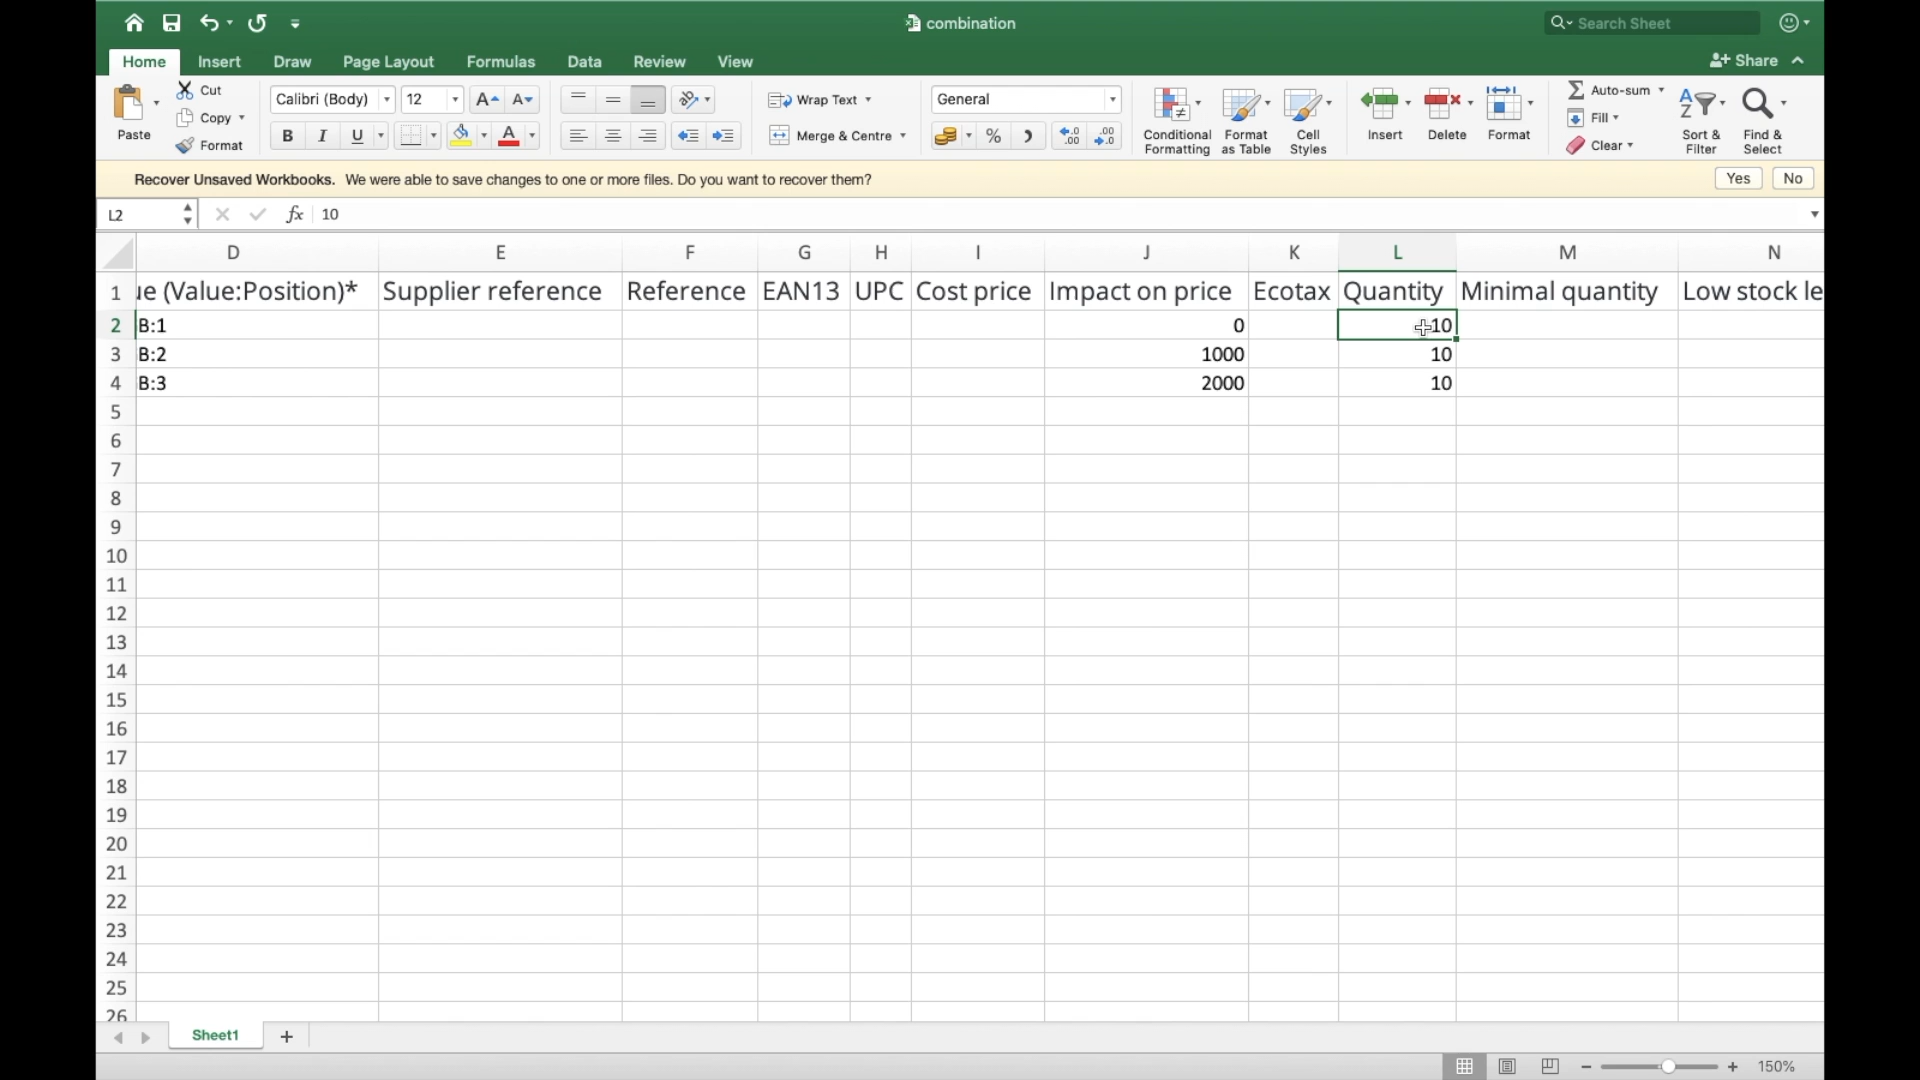 combination
Search Sheet
Home Insert Draw Page Layout Formulas Data Review View
Share
Paste
Cut
Copy
Format
Calibri (Body) 12
B I U
Wrap Text
Merge & Centre
General
Conditional Formatting
Format as Table
Cell Styles
Insert
Delete
Format
Auto-sum
Fill
Clear
Sort & Filter
Find & Select
Recover Unsaved Workbooks. We were able to save changes to one or more files. Do you want to recover them? Yes No
L2 fx 10
D E F G H I J K L M N
1 ue (Value:Position)* Supplier reference Reference EAN13 UPC Cost price Impact on price Ecotax Quantity Minimal quantity Low stock le
2 B:1 0 10
3 B:2 1000 10
4 B:3 2000 10
5
6
7
8
9
10
11
12
13
14
15
16
17
18
19
20
21
22
23
24
25
26
Sheet1
150%